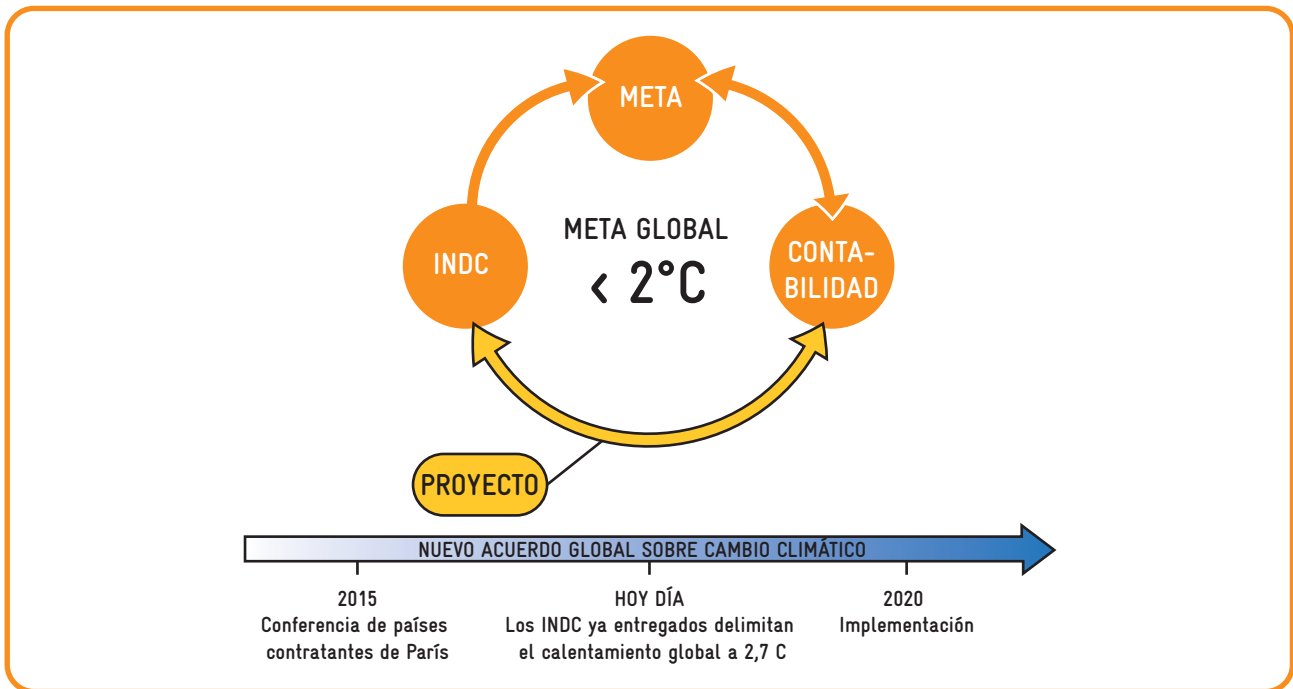 META
META GLOBAL
< 2°C
INDC
CONTA-
BILIDAD
PROYECTO
NUEVO ACUERDO GLOBAL SOBRE CAMBIO CLIMÁTICO
2015
Conferencia de países
contratantes de París
HOY DÍA
Los INDC ya entregados delimitan
el calentamiento global a 2,7 C
2020
Implementación